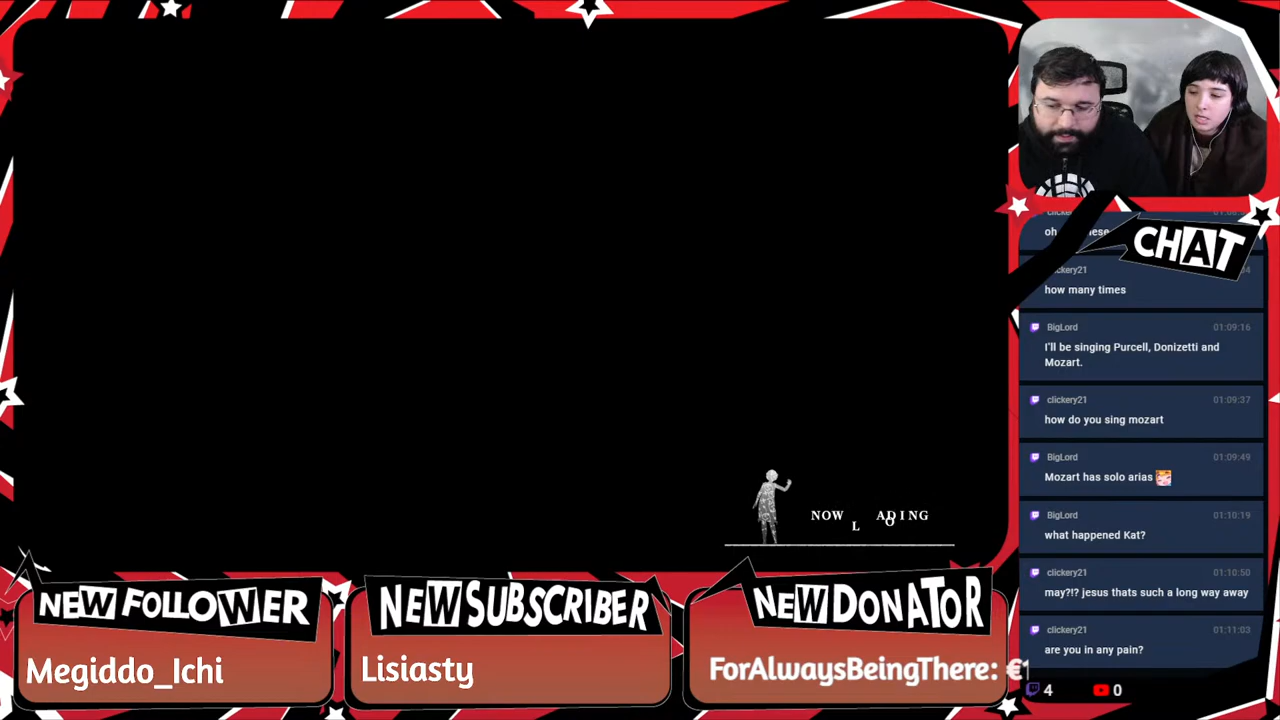 CHAT
oh
clickery21
how many times
BigLord 01:09:16
I'll be singing Purcell, Donizetti and
Mozart.
clickery21 01:09:37
how do you sing mozart
BigLord 01:09:49
Mozart has solo arias
BigLord 01:10:19
what happened Kat?
clickery21 01:10:50
may?!? jesus thats such a long way away
clickery21 01:11:03
are you in any pain?
4 0
NOW LOADING
NEW FOLLOWER
Megiddo_Ichi
NEW SUBSCRIBER
Lisiasty
NEW DONATOR
ForAlwaysBeingThere: €1